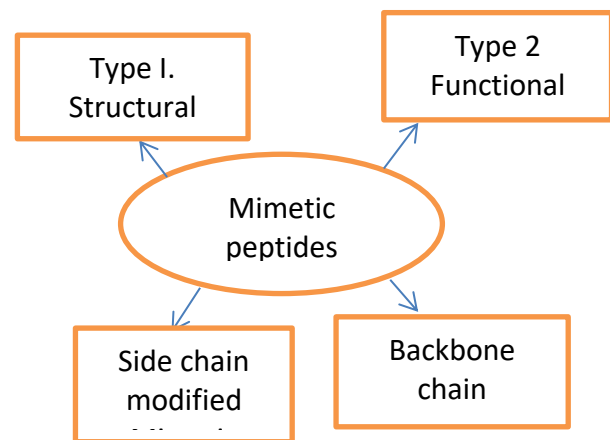 Type I.
Structural
Type 2
Functional
Mimetic
peptides
Side chain
modified
Backbone
chain